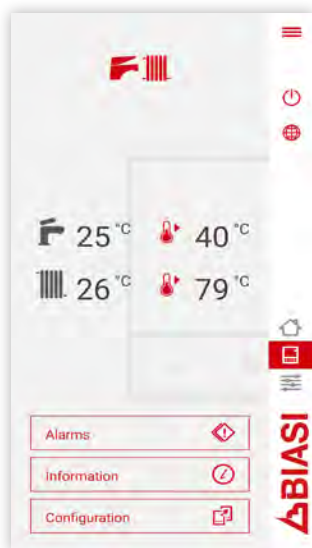 25 °C 40 °C
26 °C 79 °C
Alarms
Information
Configuration
BIASI